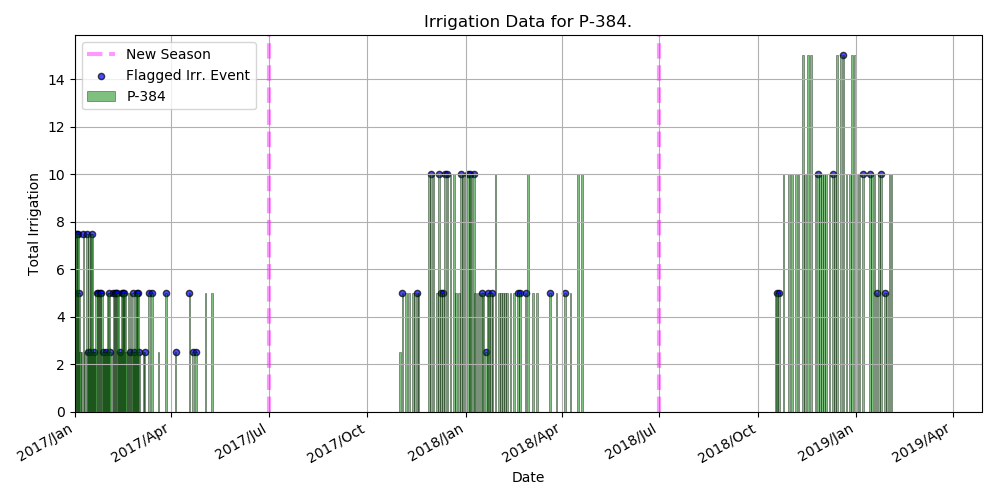 Irrigation Data for P-384.
New Season
Flagged Irr. Event
P-384
Total Irrigation
14
12
10
8
6
4
2
0
2017/Jan
2017/Apr
2017/Jul
2017/Oct
2018/Jan
2018/Apr
2018/Jul
2018/Oct
2019/Jan
2019/Apr
Date